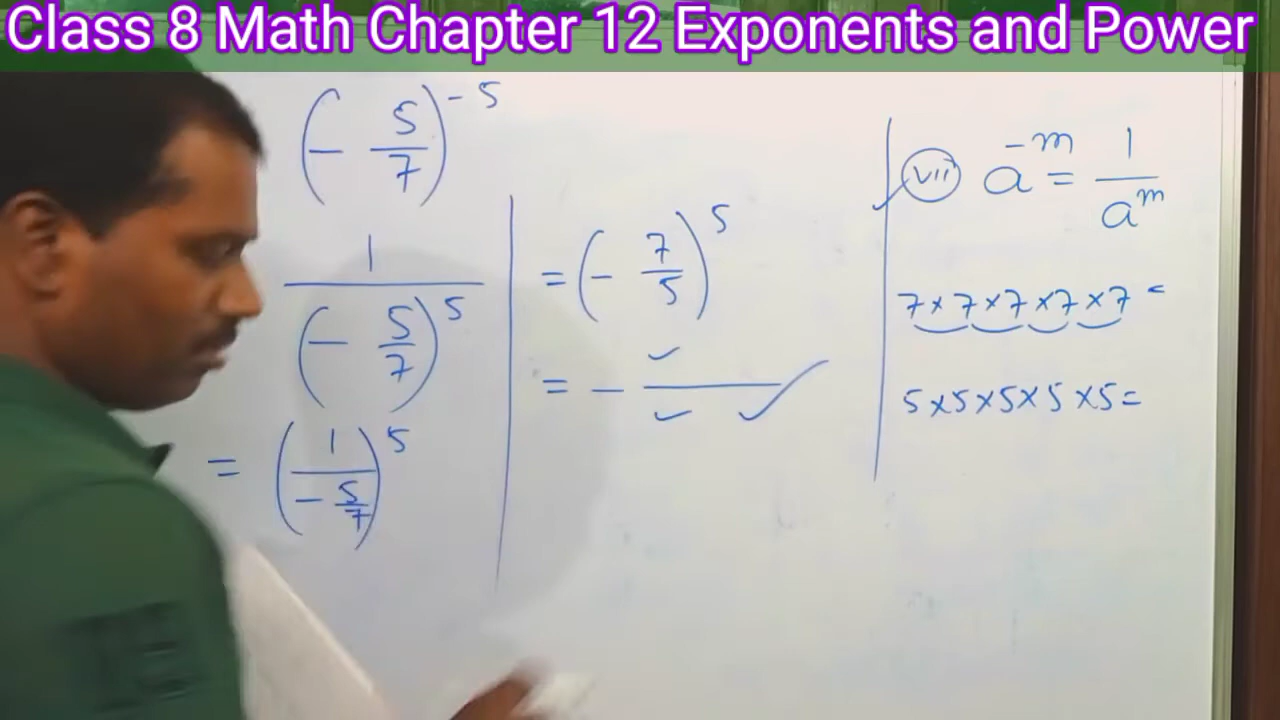 Class 8 Math Chapter 12 Exponents and Power
(- 5/7)^-5
1/(- 5/7)^5
= (1/(- 5/7))^5
= (- 7/5)^5
= -
vii a^-m = 1/a^m
7×7×7×7×7 =
5×5×5×5×5=